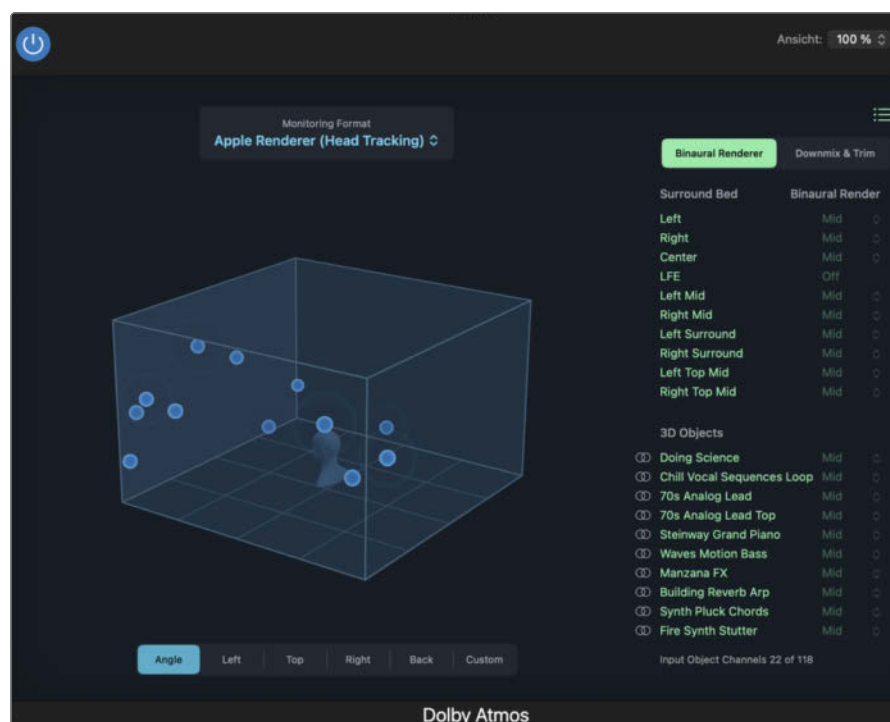 Ansicht: 100 %
Monitoring Format
Apple Renderer (Head Tracking)
Binaural Renderer Downmix & Trim
Surround Bed Binaural Render
Left Mid
Right Mid
Center Mid
LFE Off
Left Mid Mid
Right Mid Mid
Left Surround Mid
Right Surround Mid
Left Top Mid Mid
Right Top Mid Mid
3D Objects
Doing Science Mid
Chill Vocal Sequences Loop Mid
70s Analog Lead Mid
70s Analog Lead Top Mid
Steinway Grand Piano Mid
Waves Motion Bass Mid
Manzana FX Mid
Building Reverb Arp Mid
Synth Pluck Chords Mid
Fire Synth Stutter Mid
Input Object Channels 22 of 118
Angle Left Top Right Back Custom
Dolby Atmos